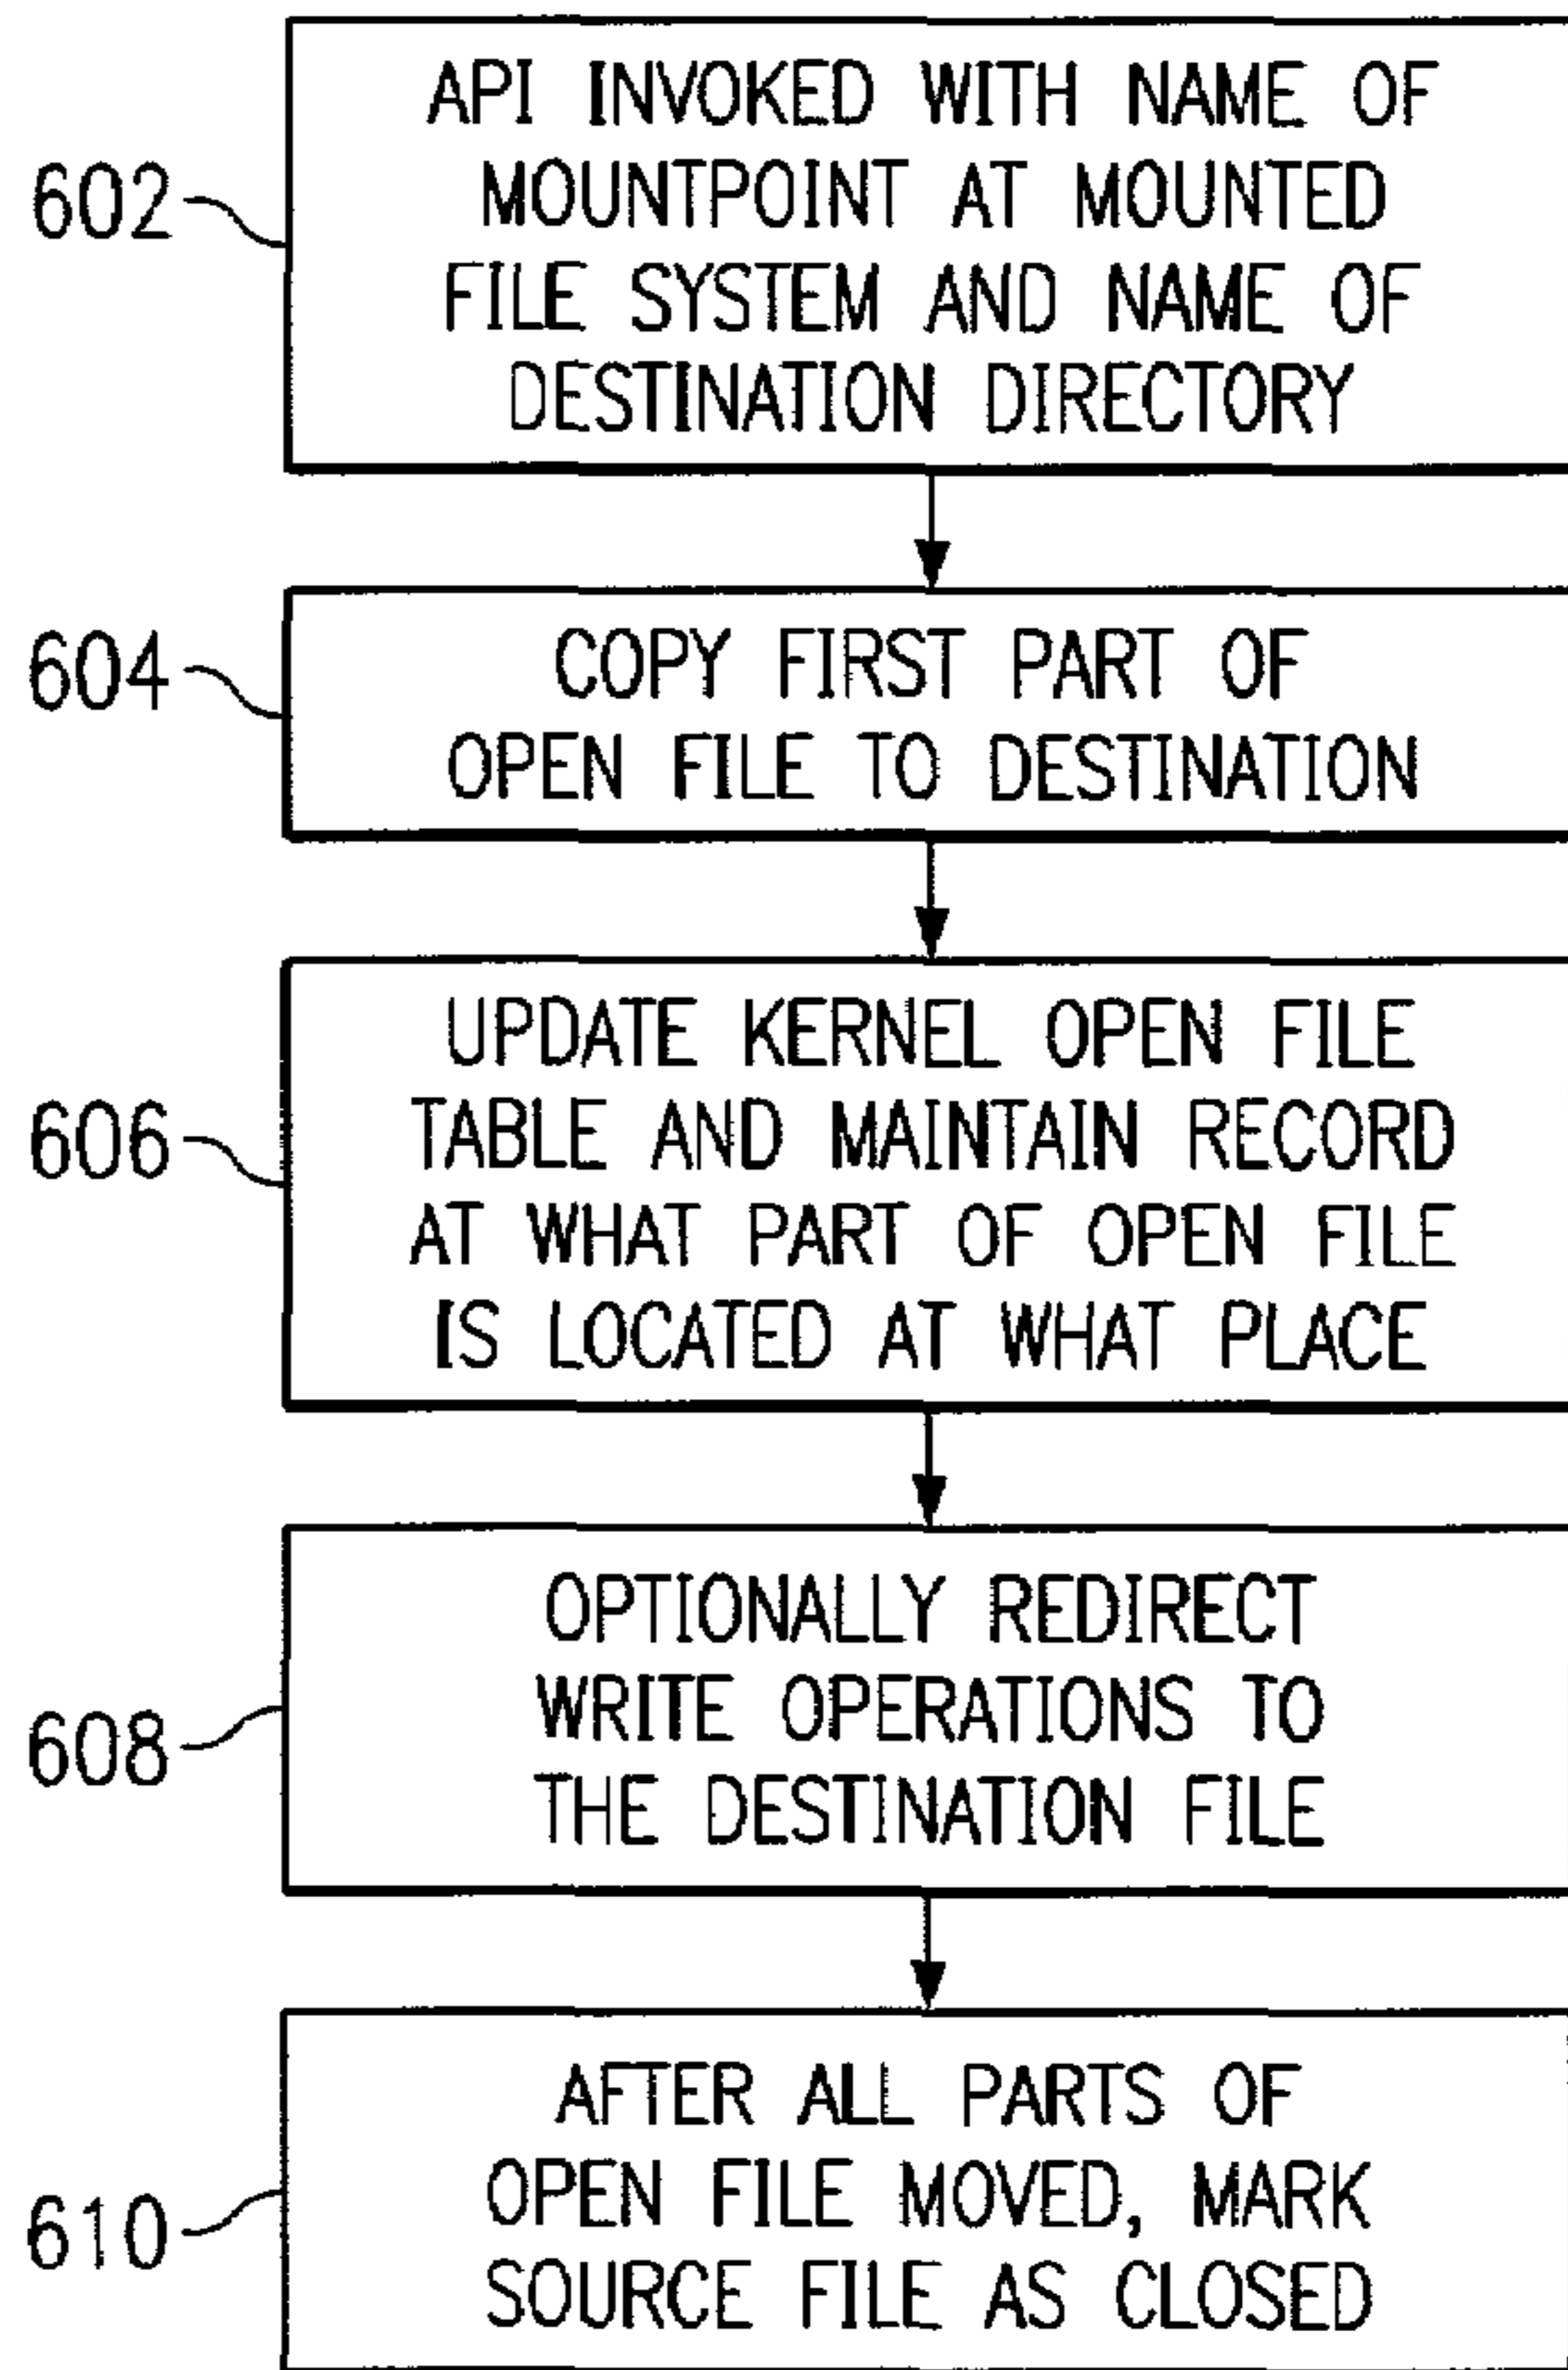 API INVOKED WITH NAME OF
MOUNTPOINT AT MOUNTED
FILE SYSTEM AND NAME OF
DESTINATION DIRECTORY
602
COPY FIRST PART OF
OPEN FILE TO DESTINATION
604
UPDATE KERNEL OPEN FILE
TABLE AND MAINTAIN RECORD
AT WHAT PART OF OPEN FILE
IS LOCATED AT WHAT PLACE
606
OPTIONALLY REDIRECT
WRITE OPERATIONS TO
THE DESTINATION FILE
608
AFTER ALL PARTS OF
OPEN FILE MOVED, MARK
SOURCE FILE AS CLOSED
610